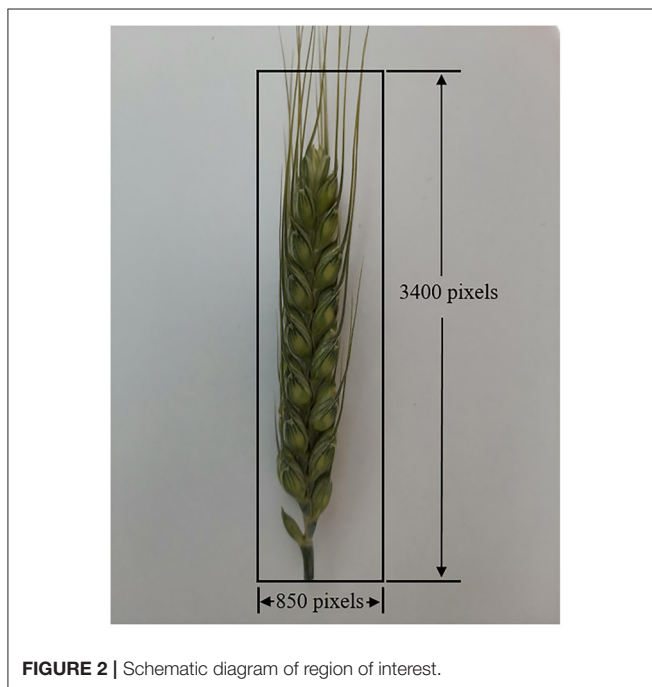 3400 pixels
850 pixels
FIGURE 2 | Schematic diagram of region of interest.